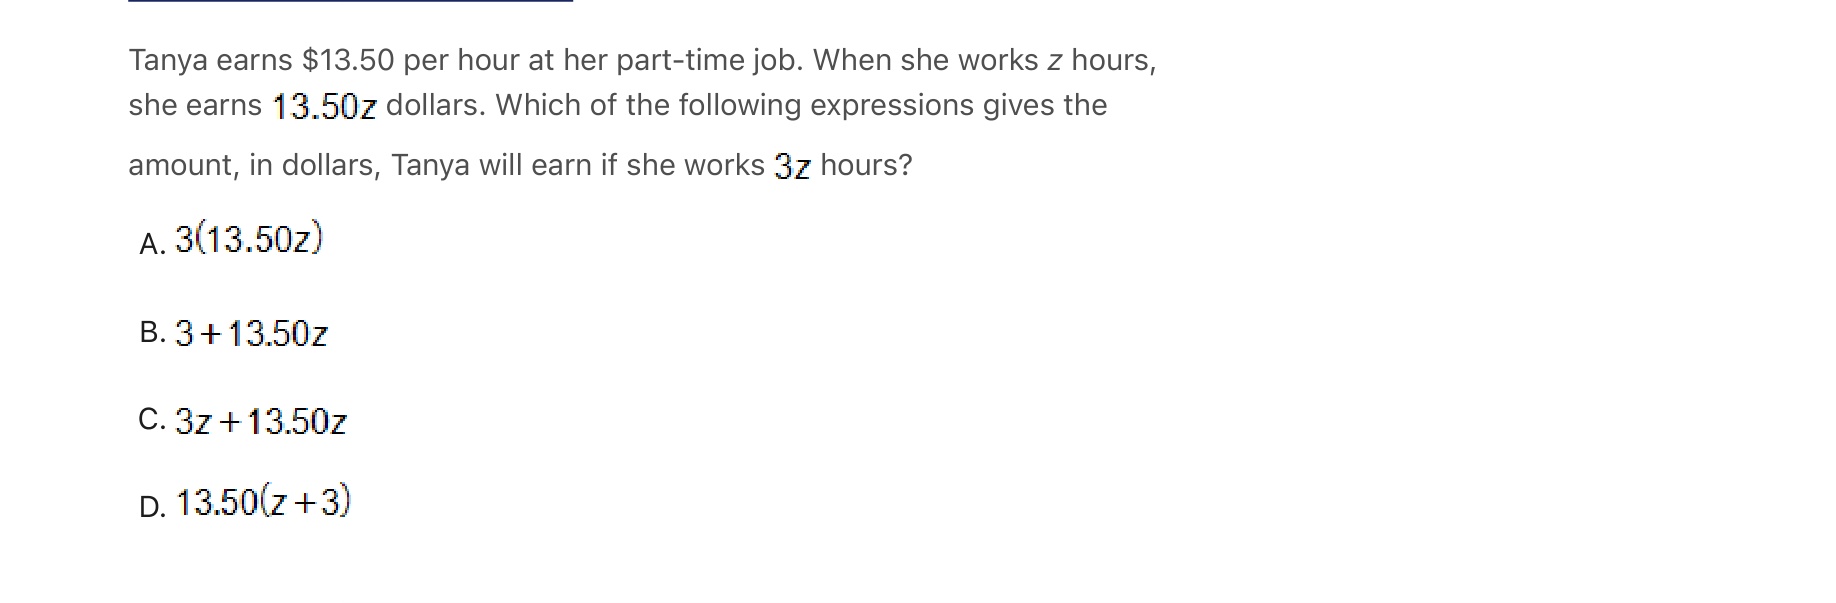 Tanya earns $13.50 per hour at her part-time job. When she works z hours,
she earns 13.50z dollars. Which of the following expressions gives the
amount, in dollars, Tanya will earn if she works 3z hours?
A. 3(13.50z)
B. 3+13.50z
C. 3z+13.50z
D. 13.50(z+3)